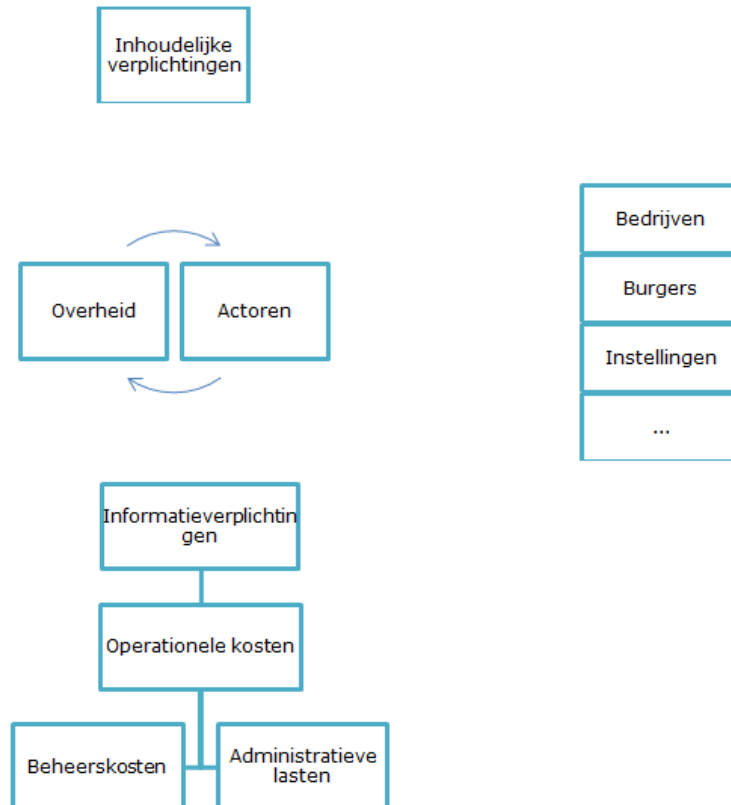 Inhoudelijke
verplichtingen
Overheid
Actoren
Bedrijven
Burgers
Instellingen
...
Informatieverplichtin
gen
Operationele kosten
Beheerskosten
Administratieve
lasten